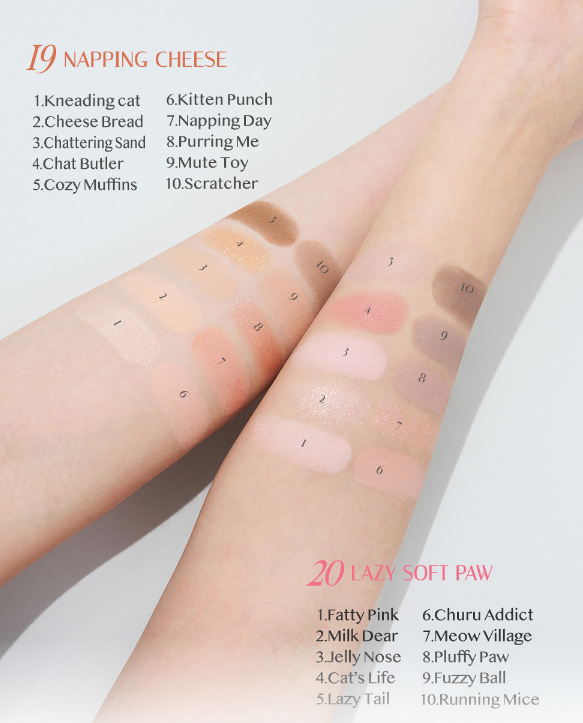 19 NAPPING CHEESE
1.Kneading cat
2.Cheese Bread
3.Chattering Sand
4.Chat Butler
5.Cozy Muffins
6.Kitten Punch
7.Napping Day
8.Purring Me
9.Mute Toy
10.Scratcher
5
4
3
10
2
9
1
8
7
6
5
10
4
9
3
8
2
7
1
6
20 LAZY SOFT PAW
1.Fatty Pink
2.Milk Dear
3.Jelly Nose
4.Cat's Life
5.Lazy Tail
6.Churu Addict
7.Meow Village
8.Pluffy Paw
9.Fuzzy Ball
10.Running Mice